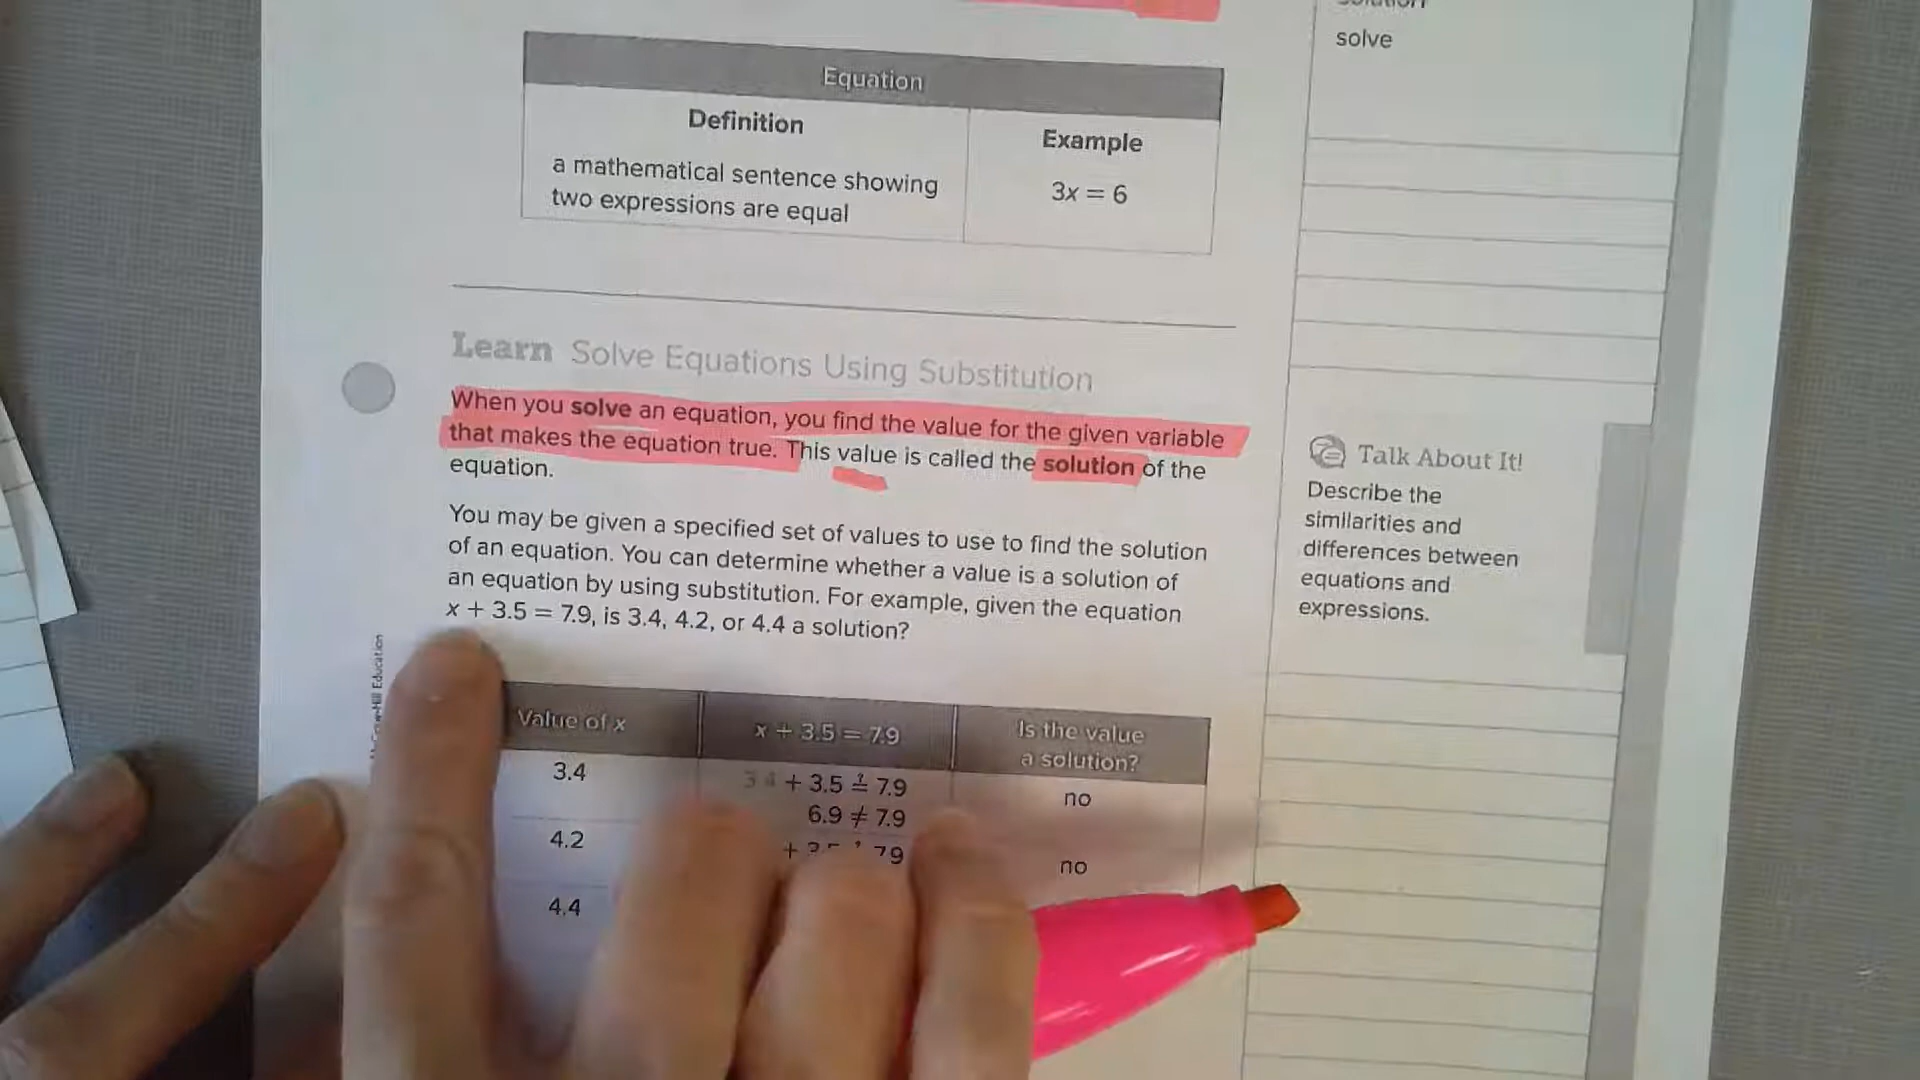 solve
Equation
Definition
Example
a mathematical sentence showing
two expressions are equal
3x = 6
Learn Solve Equations Using Substitution
When you solve an equation, you find the value for the given variable
that makes the equation true. This value is called the solution of the
equation.
You may be given a specified set of values to use to find the solution
of an equation. You can determine whether a value is a solution of
an equation by using substitution. For example, given the equation
x + 3.5 = 7.9, is 3.4, 4.2, or 4.4 a solution?
Value of x
x + 3.5 = 7.9
Is the value
a solution?
3.4
3.4 + 3.5 ≟ 7.9
6.9 ≠ 7.9
no
4.2
no
4.4
Talk About It!
Describe the
similarities and
differences between
equations and
expressions.
Education